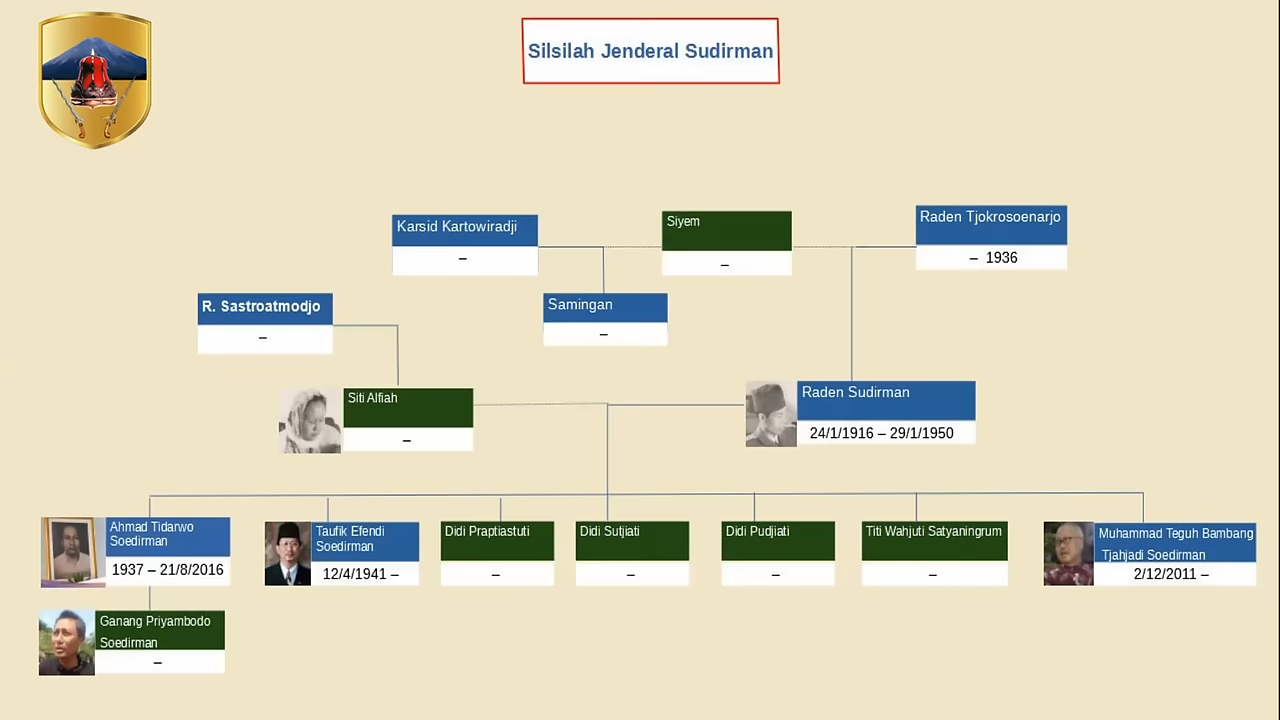 Silsilah Jenderal Sudirman
Karsid Kartowiradji
–
Siyem
–
Raden Tjokrosoenarjo
– 1936
R. Sastroatmodjo
–
Samingan
–
Siti Alfiah
–
Raden Sudirman
24/1/1916 – 29/1/1950
Ahmad Tidarwo
Soedirman
1937 – 21/8/2016
Taufik Efendi
Soedirman
12/4/1941 –
Didi Praptiastuti
–
Didi Sutjiati
–
Didi Pudjiati
–
Titi Wahjuti Satyaningrum
–
Muhammad Teguh Bambang
Tjahjadi Soedirman
2/12/2011 –
Ganang Priyambodo
Soedirman
–